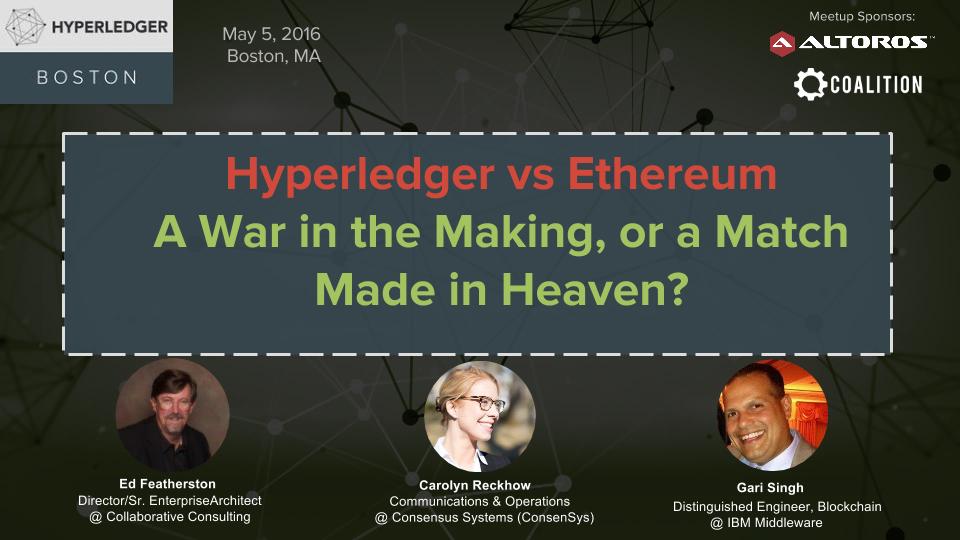 HYPERLEDGER
BOSTON
May 5, 2016
Boston, MA
Meetup Sponsors:
ALTOROS™
COALITION
Hyperledger vs Ethereum
A War in the Making, or a Match
Made in Heaven?
Ed Featherston
Director/Sr. EnterpriseArchitect
@ Collaborative Consulting
Carolyn Reckhow
Communications & Operations
@ Consensus Systems (ConsenSys)
Gari Singh
Distinguished Engineer, Blockchain
@ IBM Middleware